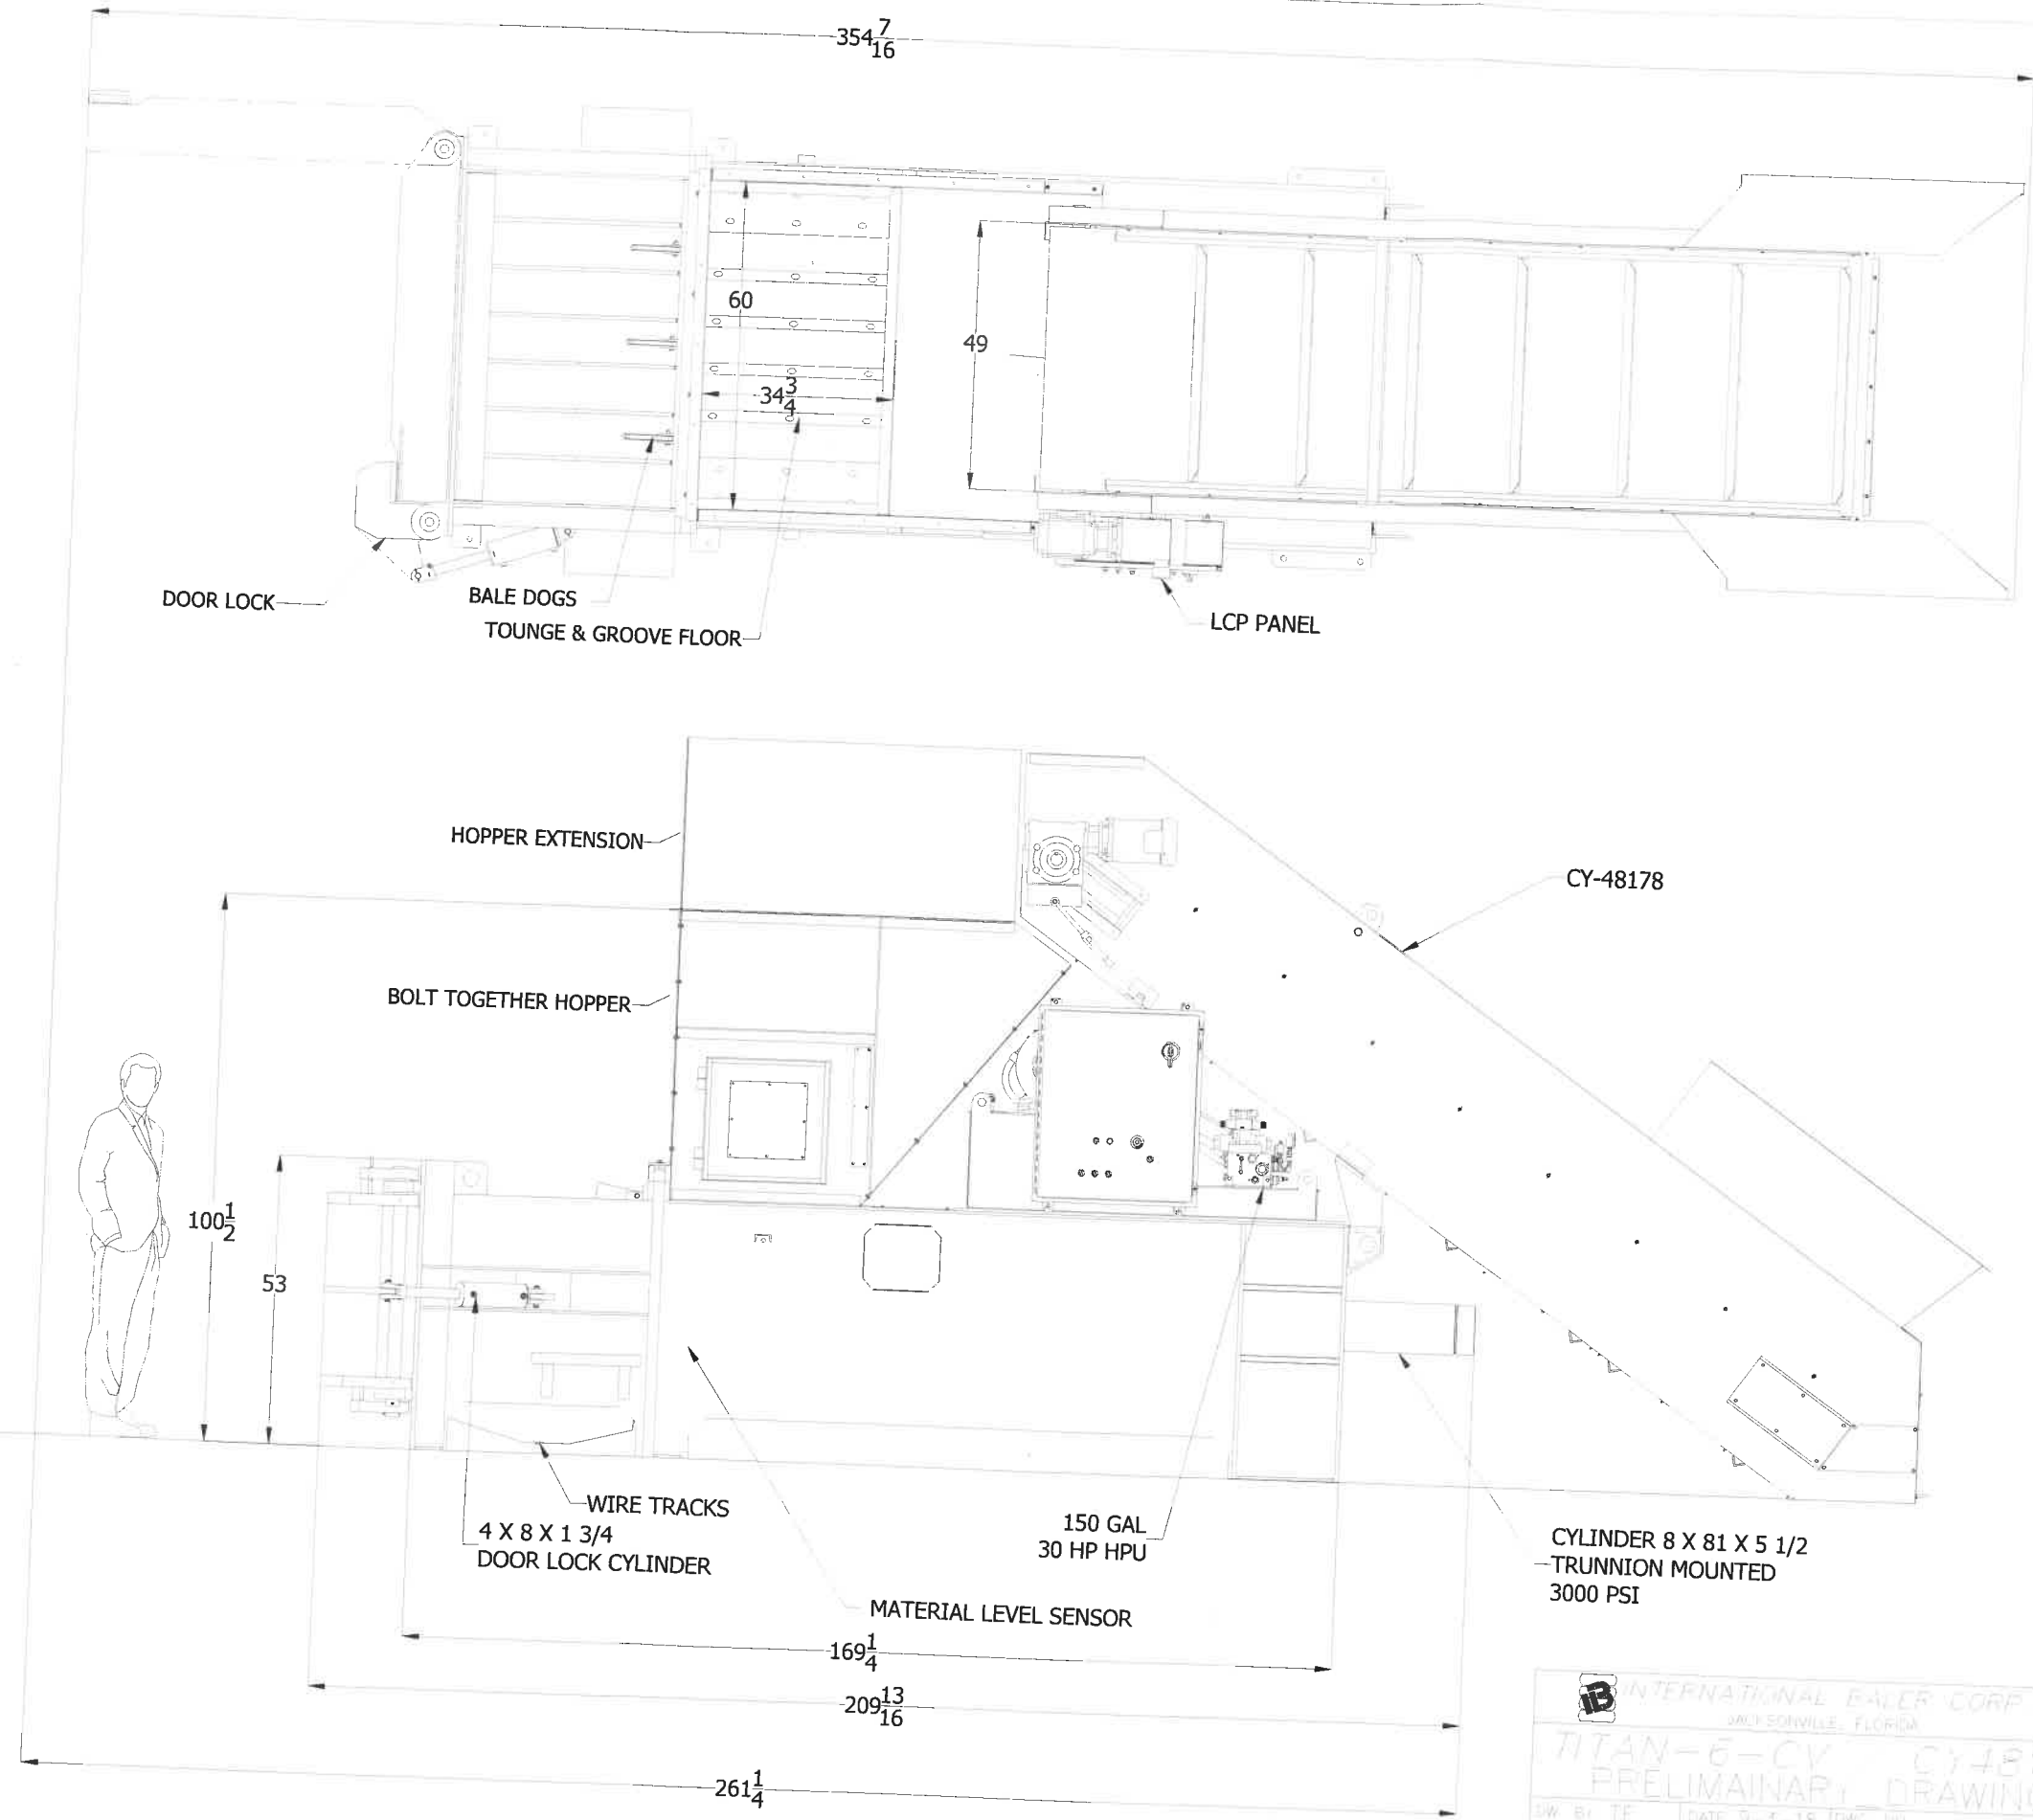 354 7/16
60
34 3/4
49
DOOR LOCK
BALE DOGS
TOUNGE & GROOVE FLOOR
LCP PANEL
HOPPER EXTENSION
CY-48178
BOLT TOGETHER HOPPER
100 1/2
53
WIRE TRACKS
4 X 8 X 1 3/4
DOOR LOCK CYLINDER
150 GAL
30 HP HPU
CYLINDER 8 X 81 X 5 1/2
TRUNNION MOUNTED
3000 PSI
MATERIAL LEVEL SENSOR
169 1/4
209 13/16
261 1/4
INTERNATIONAL BALER CORP
JACKSONVILLE, FLORIDA
TITAN-6-CV
PRELIMAINARY DRAWING